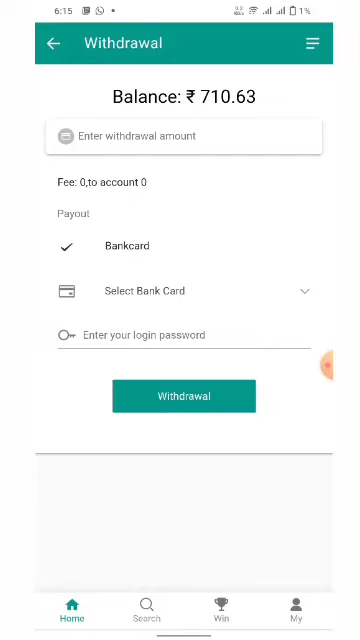 6:15 1%
Withdrawal
Balance: ₹ 710.63
Enter withdrawal amount
Fee: 0,to account 0
Payout
Bankcard
Select Bank Card
Enter your login password
Withdrawal
Home Search Win My